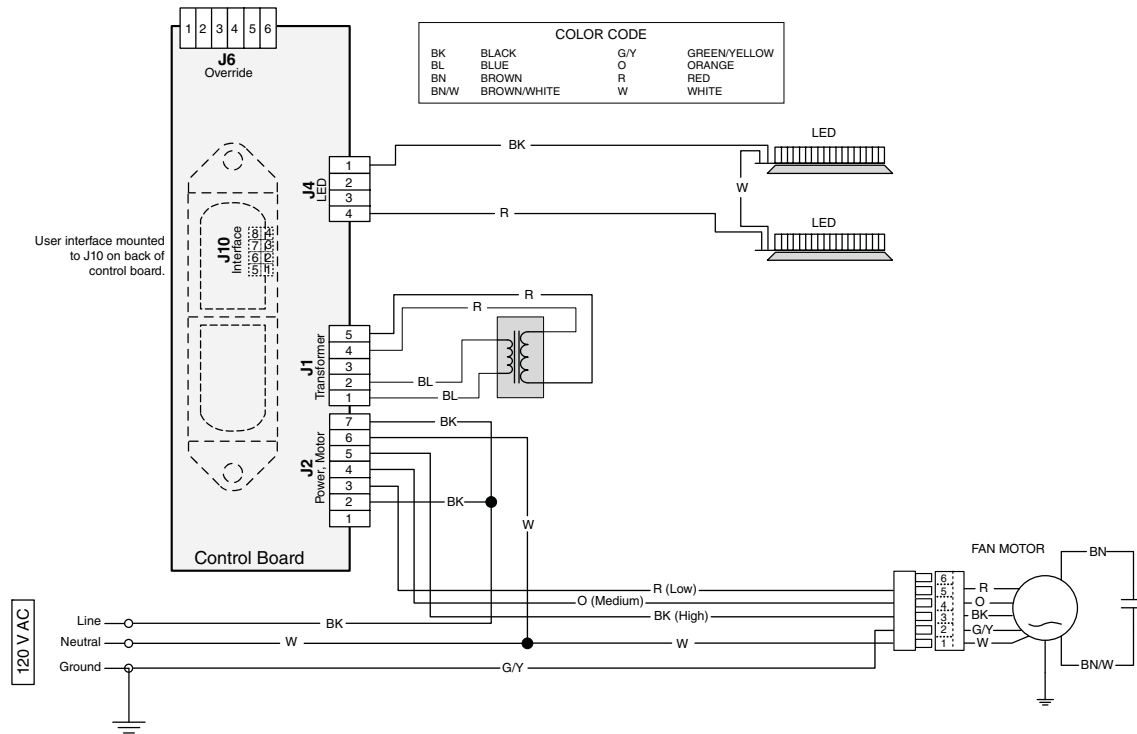 1 2 3 4 5 6
J6
Override
COLOR CODE
BK BLACK G/Y GREEN/YELLOW
BL BLUE O ORANGE
BN BROWN R RED
BN/W BROWN/WHITE W WHITE
LED
BK
1
2
3
4
J4
LED
W
R
LED
User interface mounted
to J10 on back of
control board.
J10
Interface
8 4
7 3
6 2
5 1
R
R
5
4
3
2
1
J1
Transformer
BL
BL
7
6
5
4
3
2
1
J2
Power, Motor
BK
BK
W
Control Board
FAN MOTOR
BN
R (Low)
O (Medium)
BK (High)
6
5
4
3
2
1
R
O
BK
G/Y
W
BN/W
120 V AC
Line BK
Neutral W W
Ground G/Y